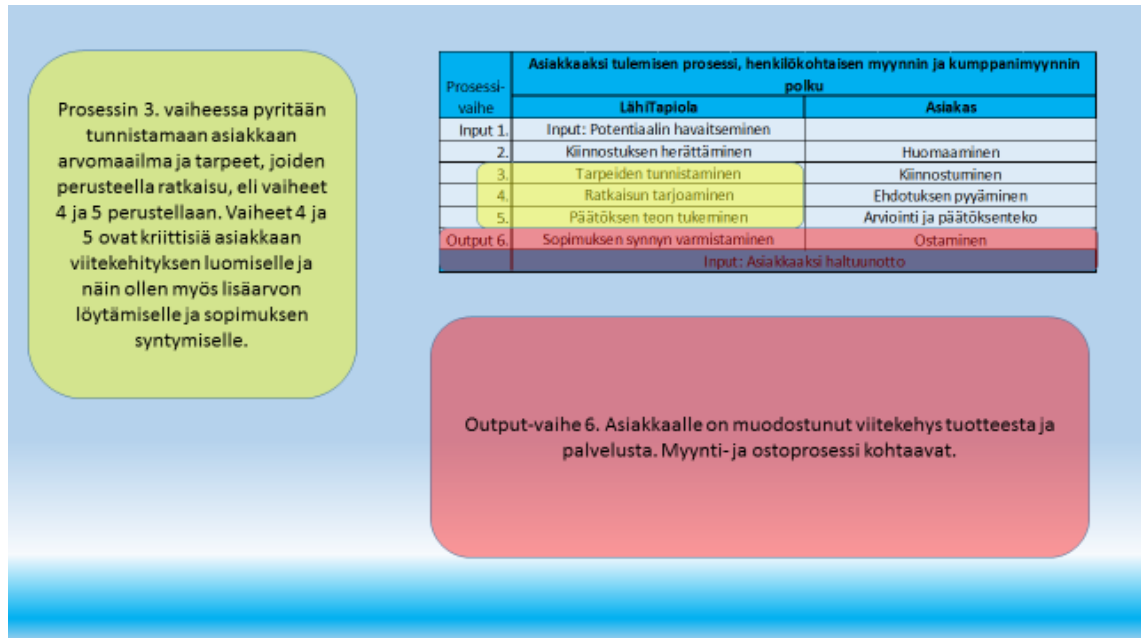 Prosessin 3. vaiheessa pyritään
tunnistamaan asiakkaan
arvomaailma ja tarpeet, joiden
perusteella ratkaisu, eli vaiheet
4 ja 5 perustellaan. Vaiheet 4 ja
5 ovat kriittisiä asiakkaan
viitekehityksen luomiselle ja
näin ollen myös lisäarvon
löytämiselle ja sopimuksen
syntymiselle.
Prosessi-
vaihe
Asiakkaaksi tulemisen prosessi, henkilökohtaisen myynnin ja kumppanimyynnin
polku
LähiTapiola Asiakas
Input 1. Input: Potentiaalin havaitseminen
2. Kiinnostuksen herättäminen Huomaaminen
3. Tarpeiden tunnistaminen Kiinnostuminen
4. Ratkaisun tarjoaminen Ehdotuksen pyyäminen
5. Päätöksen teon tukeminen Arviointi ja päätöksenteko
Output 6. Sopimuksen synnyn varmistaminen Ostaminen
Input: Asiakkaaksi haltuunotto
Output-vaihe 6. Asiakkaalle on muodostunut viitekehys tuotteesta ja
palvelusta. Myynti- ja ostoprosessi kohtaavat.